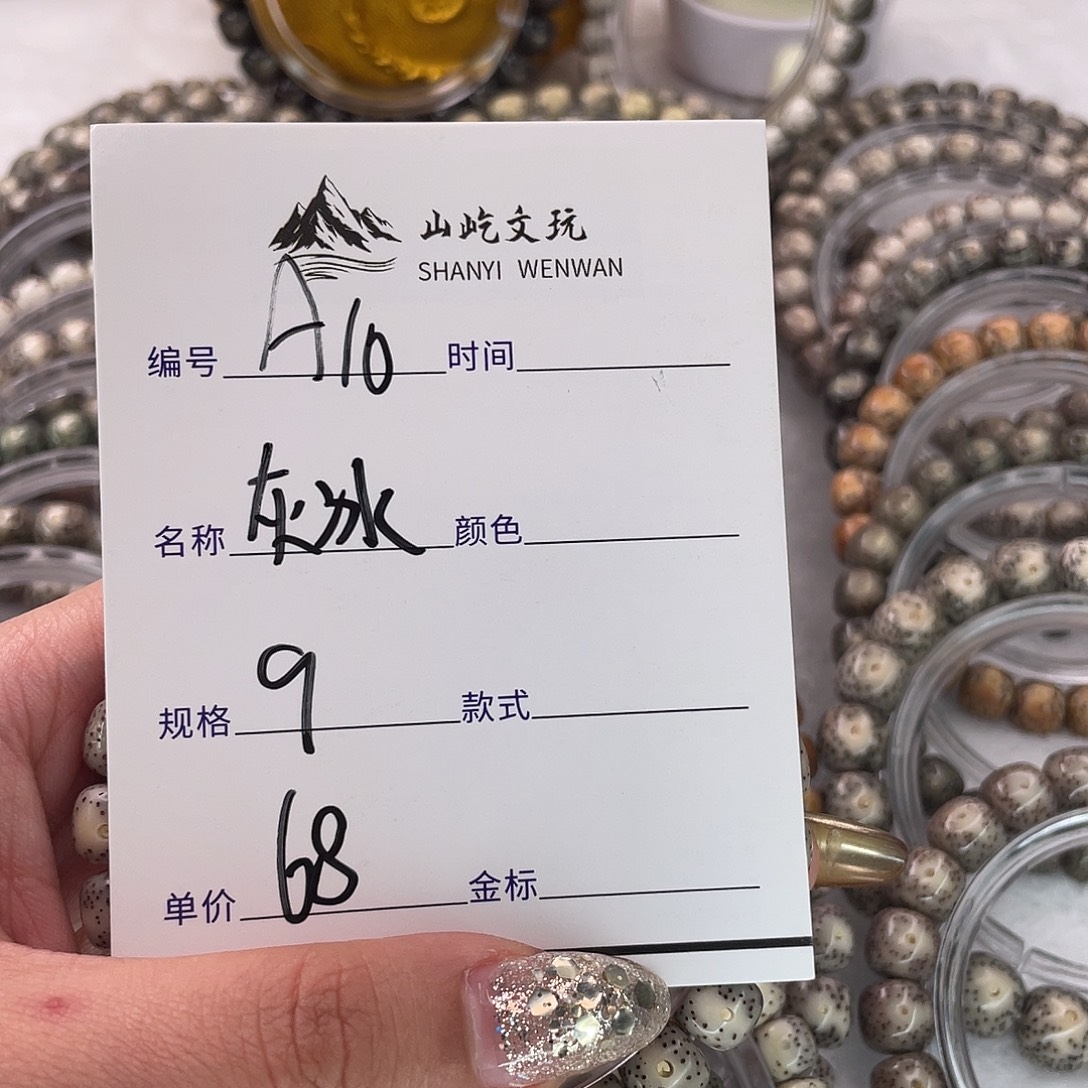 山屹文玩
SHANYI WENWAN
编号 A10 时间
名称 灰冰 颜色
规格 9 款式
单价 68 金标